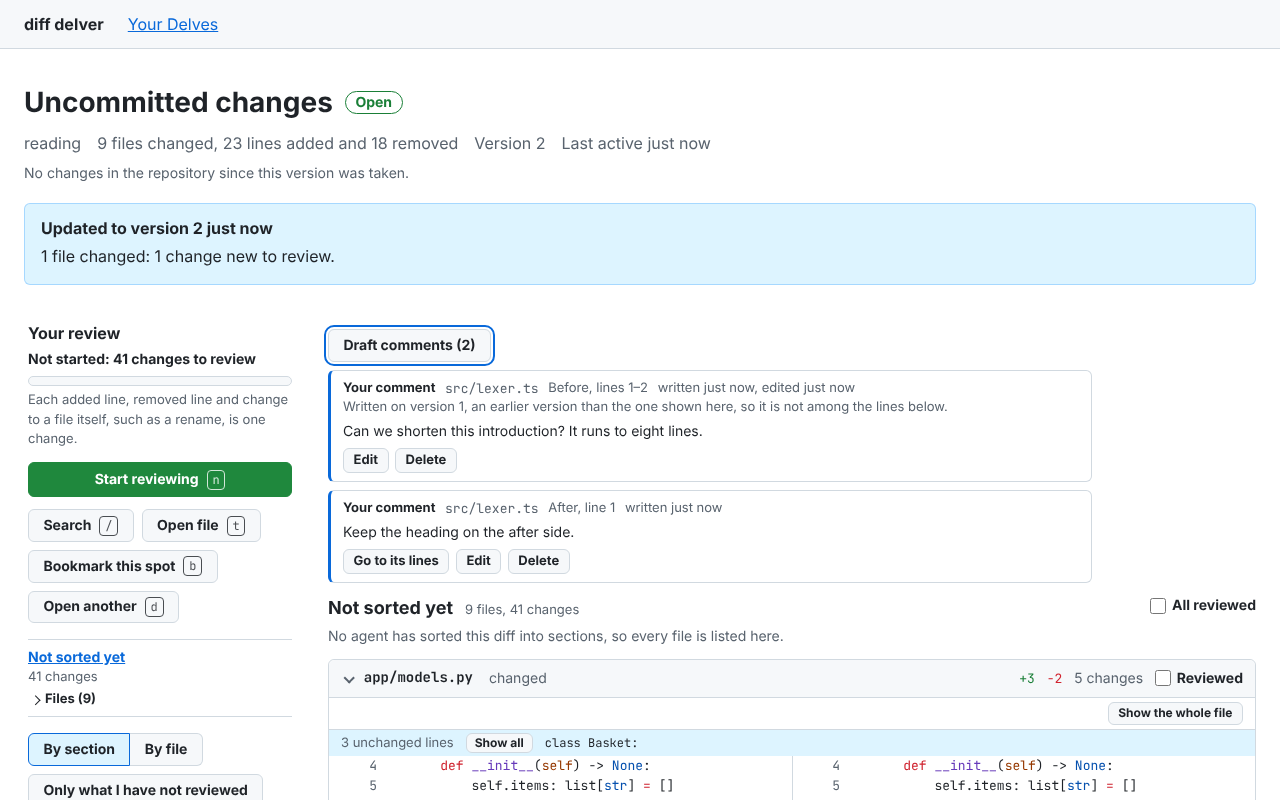 diff delver Your Delves
Uncommitted changes Open
reading 9 files changed, 23 lines added and 18 removed Version 2 Last active just now
No changes in the repository since this version was taken.
Updated to version 2 just now
1 file changed: 1 change new to review.
Your review
Not started: 41 changes to review
Each added line, removed line and change
to a file itself, such as a rename, is one
change.
Start reviewing n
Search / Open file t
Bookmark this spot b
Open another d
Not sorted yet
41 changes
Files (9)
By section By file
Only what I have not reviewed
Draft comments (2)
Your comment src/lexer.ts Before, lines 1–2 written just now, edited just now
Written on version 1, an earlier version than the one shown here, so it is not among the lines below.
Can we shorten this introduction? It runs to eight lines.
Edit Delete
Your comment src/lexer.ts After, line 1 written just now
Keep the heading on the after side.
Go to its lines Edit Delete
Not sorted yet 9 files, 41 changes All reviewed
No agent has sorted this diff into sections, so every file is listed here.
app/models.py changed +3 -2 5 changes Reviewed
Show the whole file
3 unchanged lines Show all class Basket:
4 def __init__(self) -> None: 4 def __init__(self) -> None:
5 self.items: list[str] = [] 5 self.items: list[str] = []